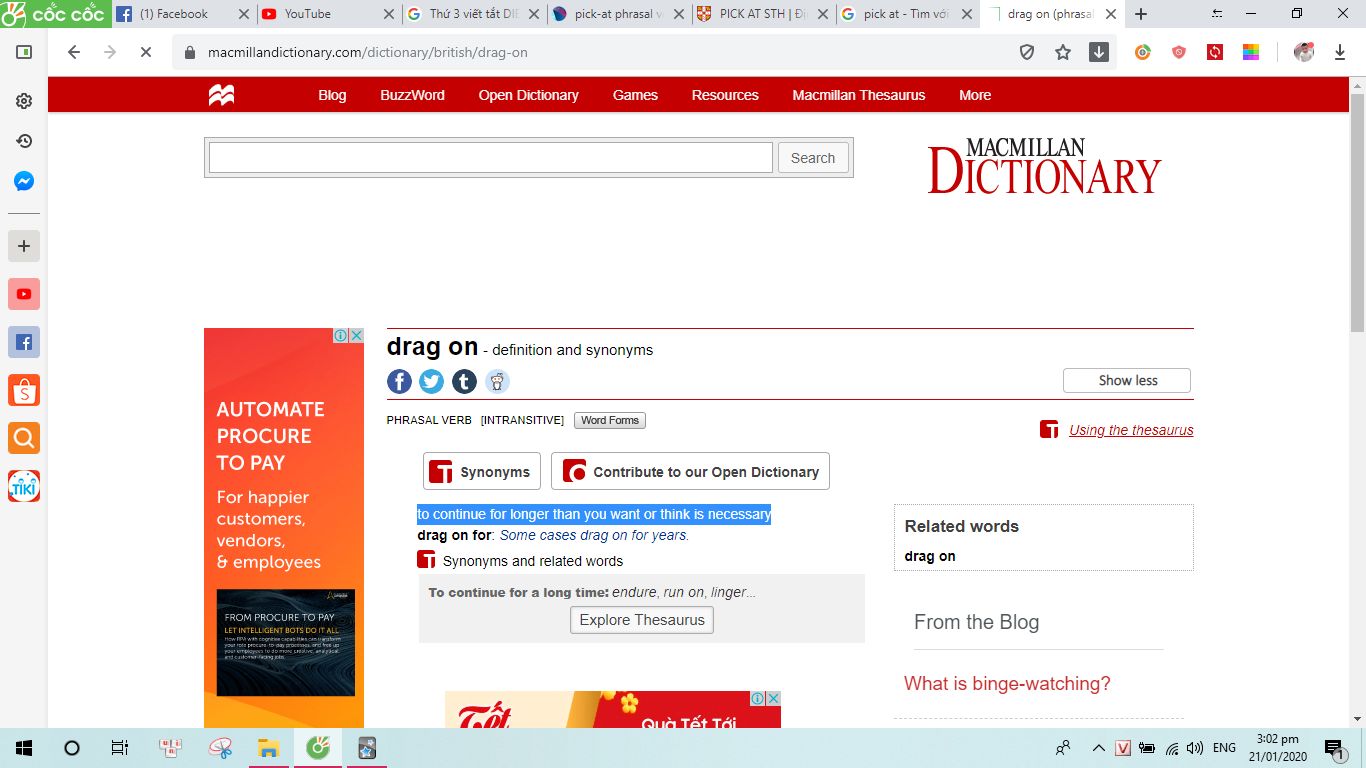 cốc cốc
(1) Facebook
YouTube
Thứ 3 viết tắt DIE
pick-at phrasal v
PICK AT STH | Đị
pick at - Tìm với
drag on (phrasal
macmillandictionary.com/dictionary/british/drag-on
Blog
BuzzWord
Open Dictionary
Games
Resources
Macmillan Thesaurus
More
Search
MACMILLAN
DICTIONARY
AUTOMATE
PROCURE
TO PAY
For happier
customers,
vendors,
& employees
FROM PROCURE TO PAY
LET INTELLIGENT BOTS DO IT ALL
drag on - definition and synonyms
Show less
PHRASAL VERB [INTRANSITIVE] Word Forms
Using the thesaurus
Synonyms
Contribute to our Open Dictionary
to continue for longer than you want or think is necessary
drag on for: Some cases drag on for years.
Synonyms and related words
To continue for a long time: endure, run on, linger...
Explore Thesaurus
Related words
drag on
From the Blog
What is binge-watching?
Tết
Quà Tết Tới
TIKI
ENG
3:02 pm
21/01/2020
1